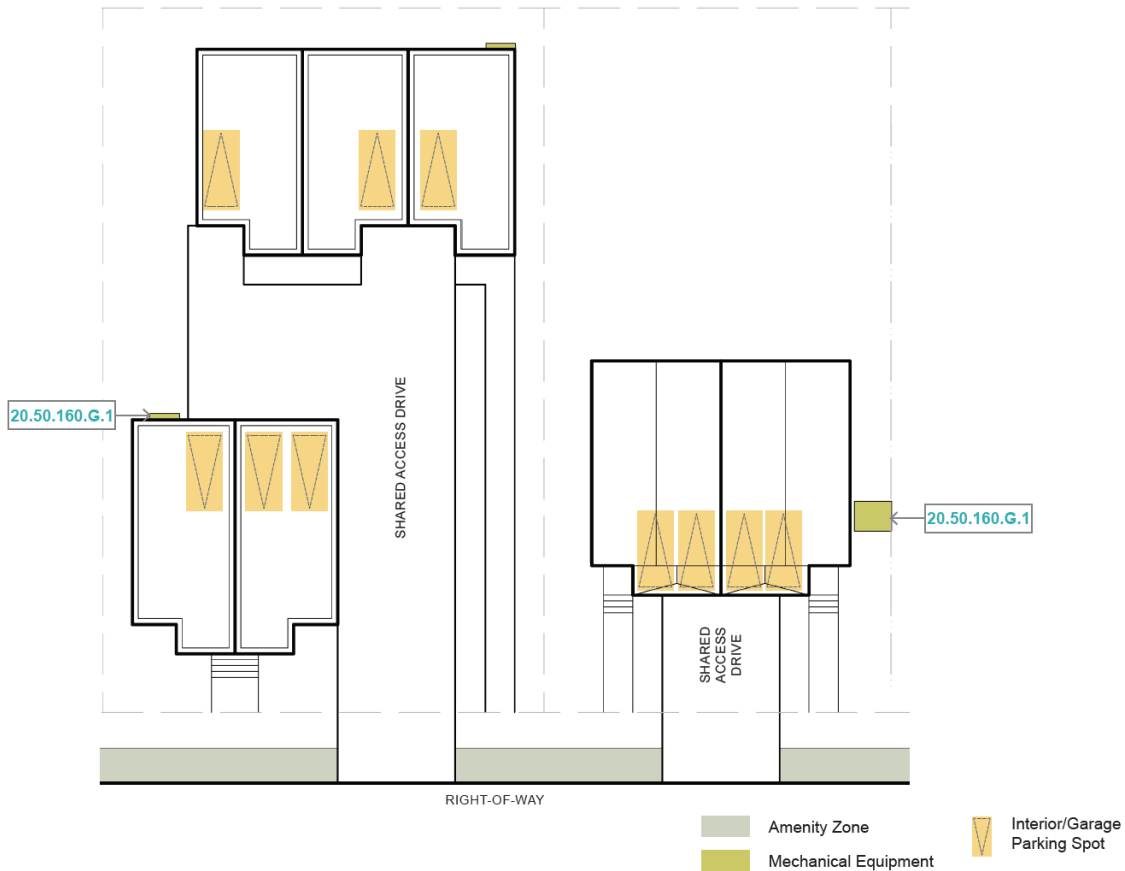 SHARED ACCESS DRIVE
20.50.160.G.1
20.50.160.G.1
SHARED
ACCESS
DRIVE
RIGHT-OF-WAY
Amenity Zone
Mechanical Equipment
Interior/Garage
Parking Spot